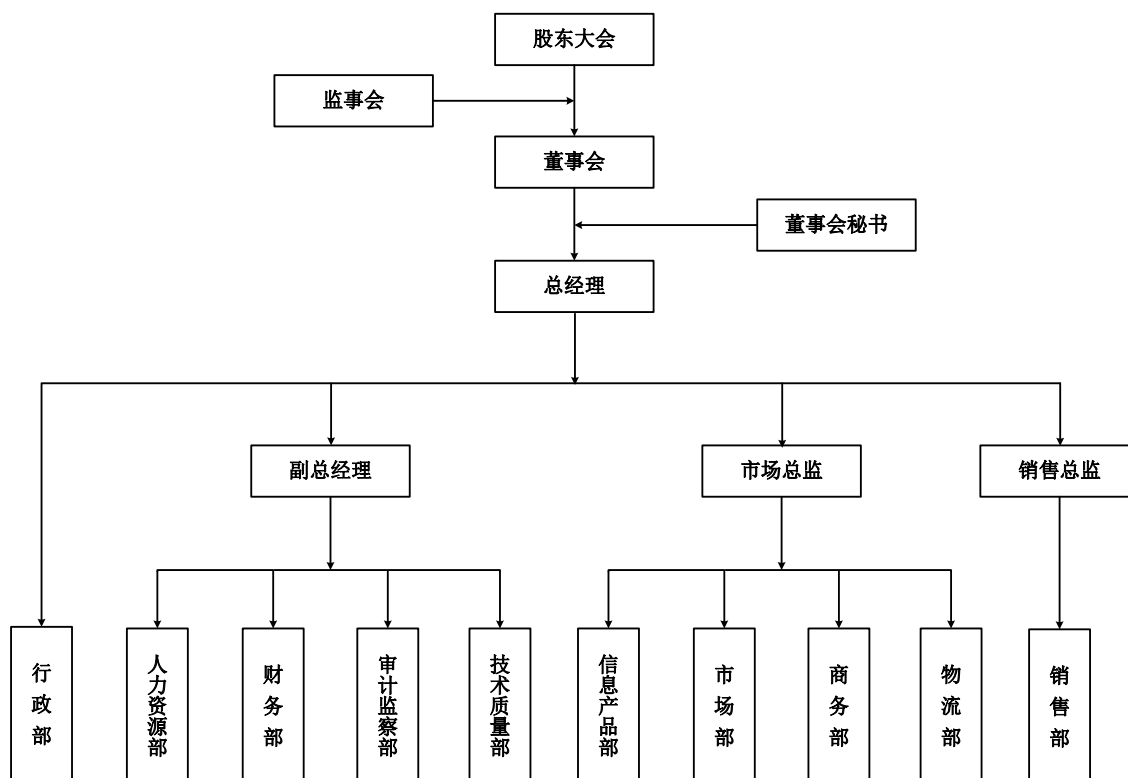 股东大会
监事会
董事会
董事会秘书
总经理
副总经理
市场总监
销售总监
行政部
人力资源部
财务部
审计监察部
技术质量部
信息产品部
市场部
商务部
物流部
销售部